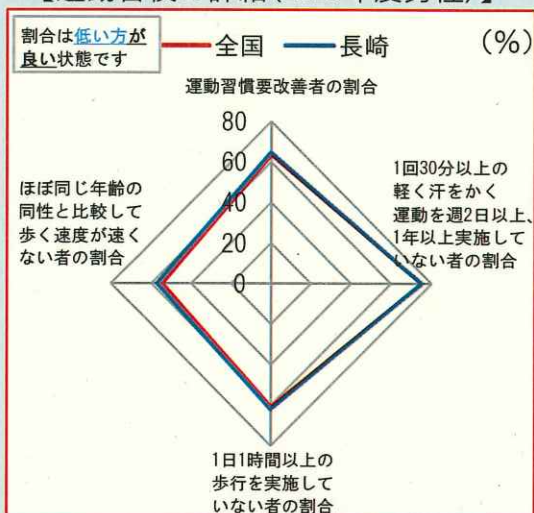 割合は低い方が
良い状態です
全国
長崎
(%)
運動習慣要改善者の割合
80
60
40
20
0
1回30分以上の
軽く汗をかく
運動を週2日以上、
1年以上実施して
いない者の割合
ほぼ同じ年齢の
同性と比較して
歩く速度が速く
ない者の割合
1日1時間以上の
歩行を実施して
いない者の割合